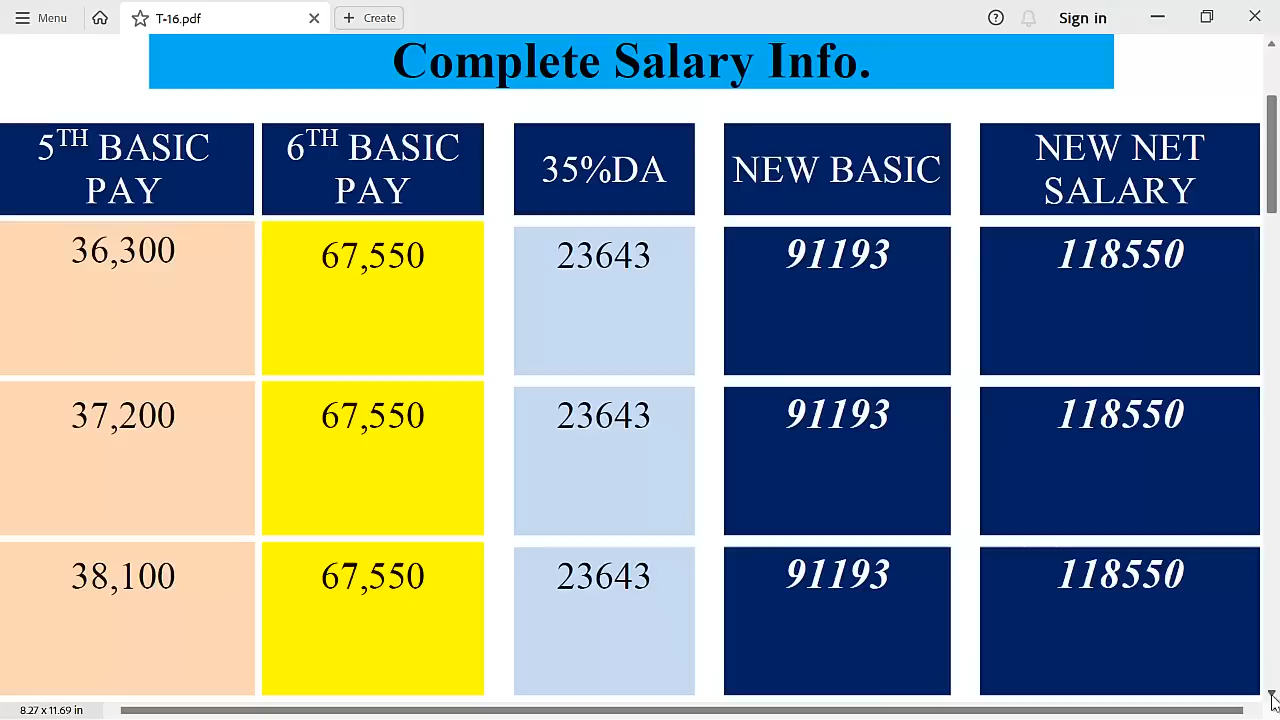 Menu
T-16.pdf
Create
Sign in
Complete Salary Info.
5TH BASIC
PAY
6TH BASIC
PAY
35%DA
NEW BASIC
NEW NET
SALARY
36,300
67,550
23643
91193
118550
37,200
67,550
23643
91193
118550
38,100
67,550
23643
91193
118550
8.27 x 11.69 in